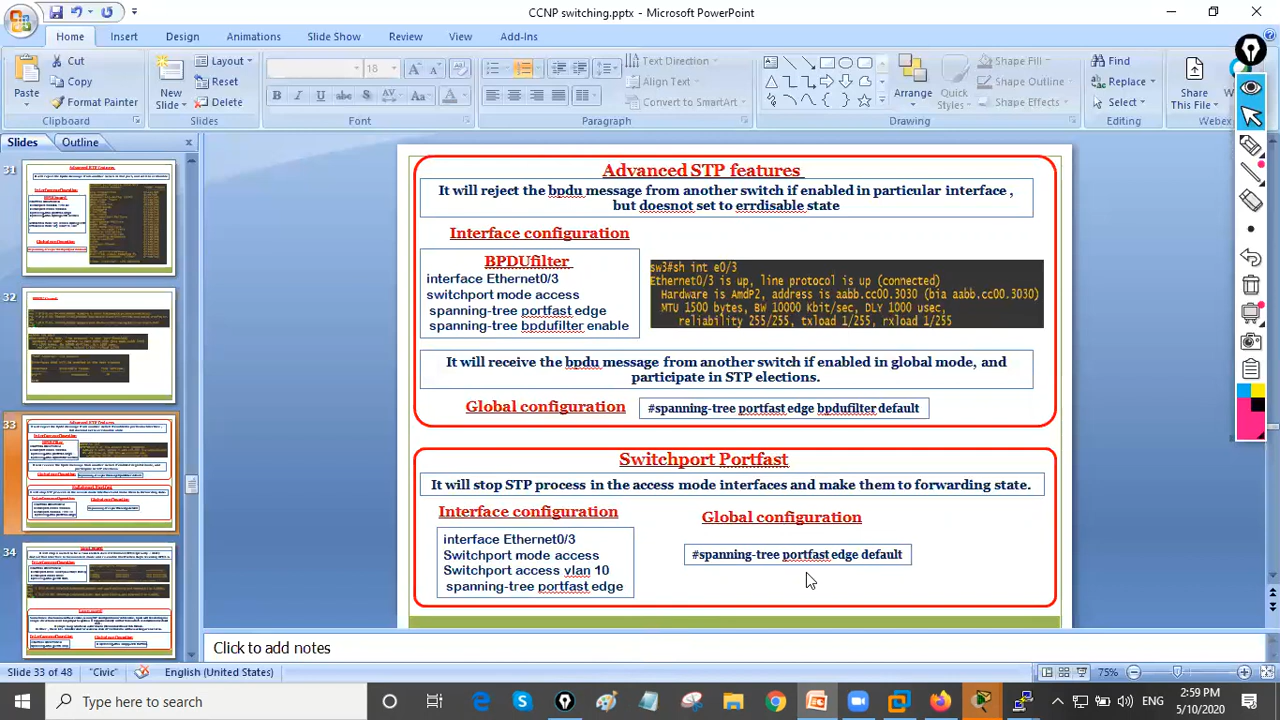 CCNP switching.pptx - Microsoft PowerPoint
Home
Insert
Design
Animations
Slide Show
Review
View
Add-Ins
Paste
Cut
Copy
Format Painter
Clipboard
New
Slide
Layout
Reset
Delete
Slides
18
Font
Paragraph
Text Direction
Align Text
Convert to SmartArt
Arrange
Quick
Styles
Shape Fill
Shape Outline
Shape Effects
Drawing
Find
Replace
Select
Editing
Share
This File
Webex
Slides
Outline
31
32
33
34
Advanced STP features
It will reject the bpdu message from another switch if enabled in particular interface ,
but doesnot set to errdisable state
Interface configuration
BPDUfilter
interface Ethernet0/3
switchport mode access
spanning-tree portfast edge
spanning-tree bpdufilter enable
sw3#sh int e0/3
Ethernet0/3 is up, line protocol is up (connected)
Hardware is AmdP2, address is aabb.cc00.3030 (bia aabb.cc00.3030)
MTU 1500 bytes, BW 10000 Kbit/sec, DLY 1000 usec,
reliability 255/255, txload 1/255, rxload 1/255
It will receive the bpdu message from another switch if enabled in global mode, and
participate in STP elections.
Global configuration
#spanning-tree portfast edge bpdufilter default
Switchport Portfast
It will stop STP process in the access mode interfaces and make them to forwarding state.
Interface configuration
Global configuration
interface Ethernet0/3
Switchport mode access
Switchport access vlan 10
spanning-tree portfast edge
#spanning-tree portfast edge default
Click to add notes
Slide 33 of 48
"Civic"
English (United States)
75%
Type here to search
ENG
2:59 PM
5/10/2020